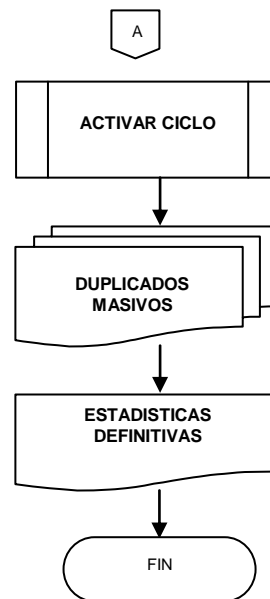 A
ACTIVAR CICLO
DUPLICADOS
MASIVOS
ESTADISTICAS
DEFINITIVAS
FIN